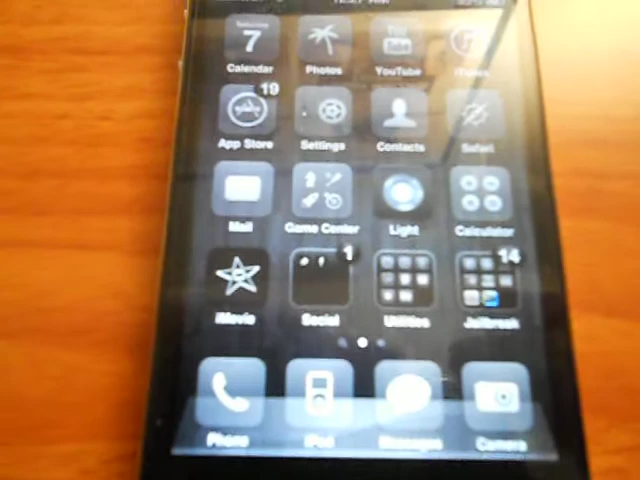 7
Calendar Photos YouTube iTunes
19
App Store Settings Contacts Safari
Mail Game Center Light Calculator
1 14
iMovie Social Utilities Jailbreak
Phone iPod Messages Camera